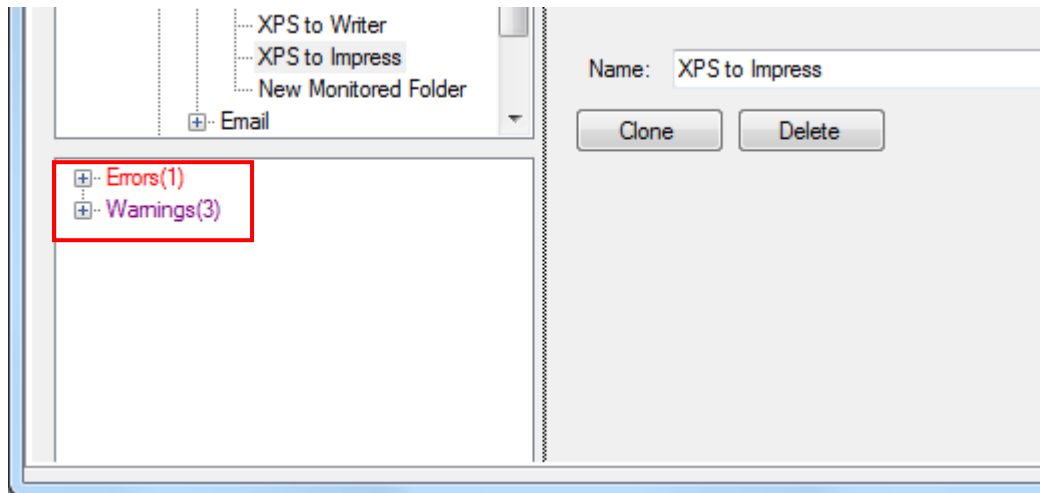 XPS to Writer
XPS to Impress
New Monitored Folder
Email
Errors(1)
Warnings(3)
Name: XPS to Impress
Clone Delete